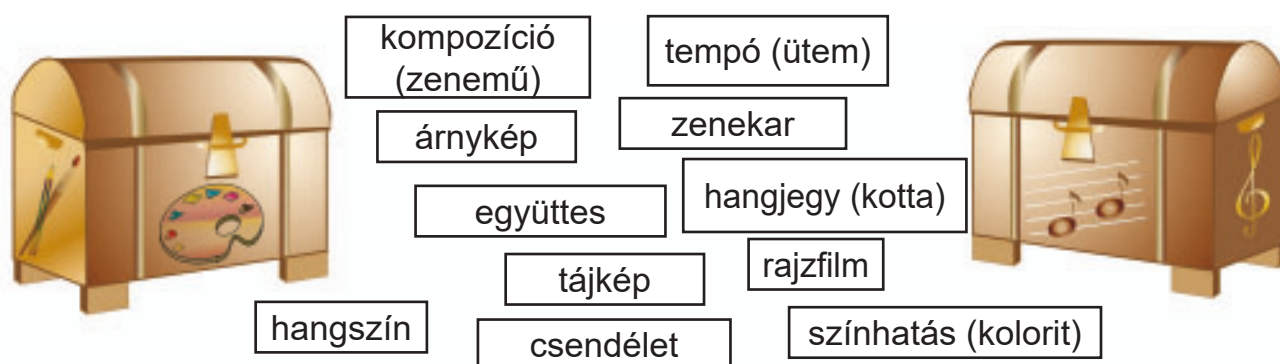 kompozíció
(zenemű)
tempó (ütem)
árnykép
zenekar
együttes
hangjegy (kotta)
tájkép
rajzfilm
hangszín
csendélet
színhatás (kolorit)